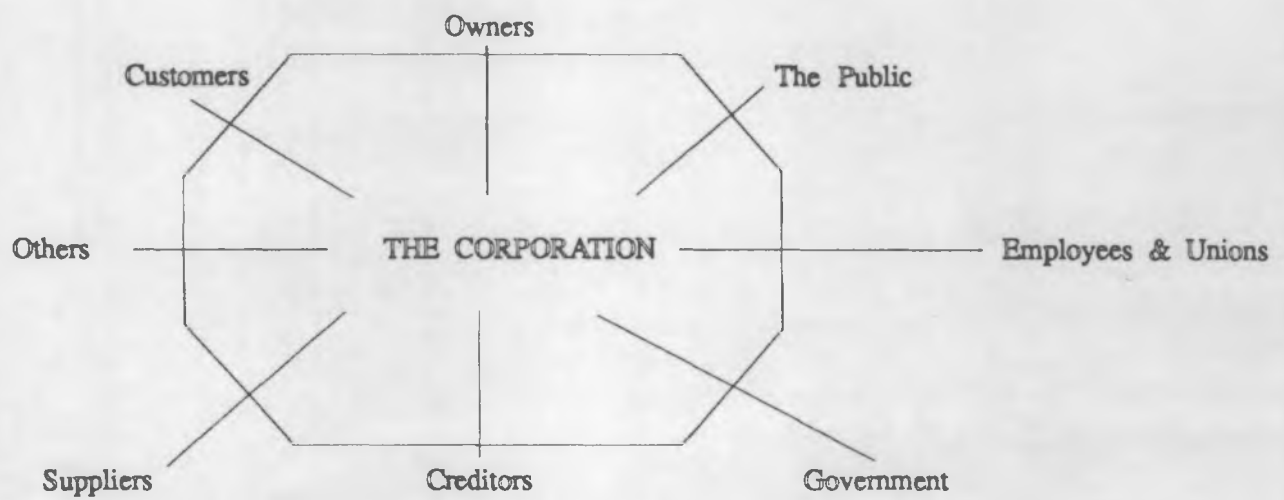 Owners
Customers
The Public
Others
THE CORPORATION
Employees & Unions
Suppliers
Creditors
Government